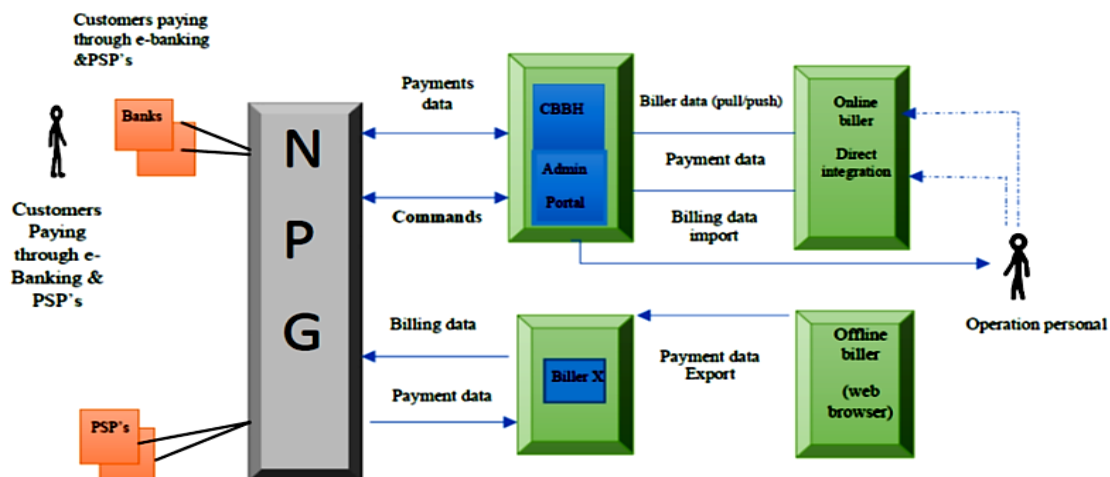 Customers paying
through e-banking
&PSP's
Banks
Customers
Paying
through e-
Banking &
PSP's
PSP's
N
P
G
Payments
data
Commands
Billing data
Payment data
CBBH
Admin
Portal
Biller X
Biller data (pull/push)
Payment data
Billing data
import
Payment data
Export
Online
biller
Direct
integration
Offline
biller
(web
browser)
Operation personal